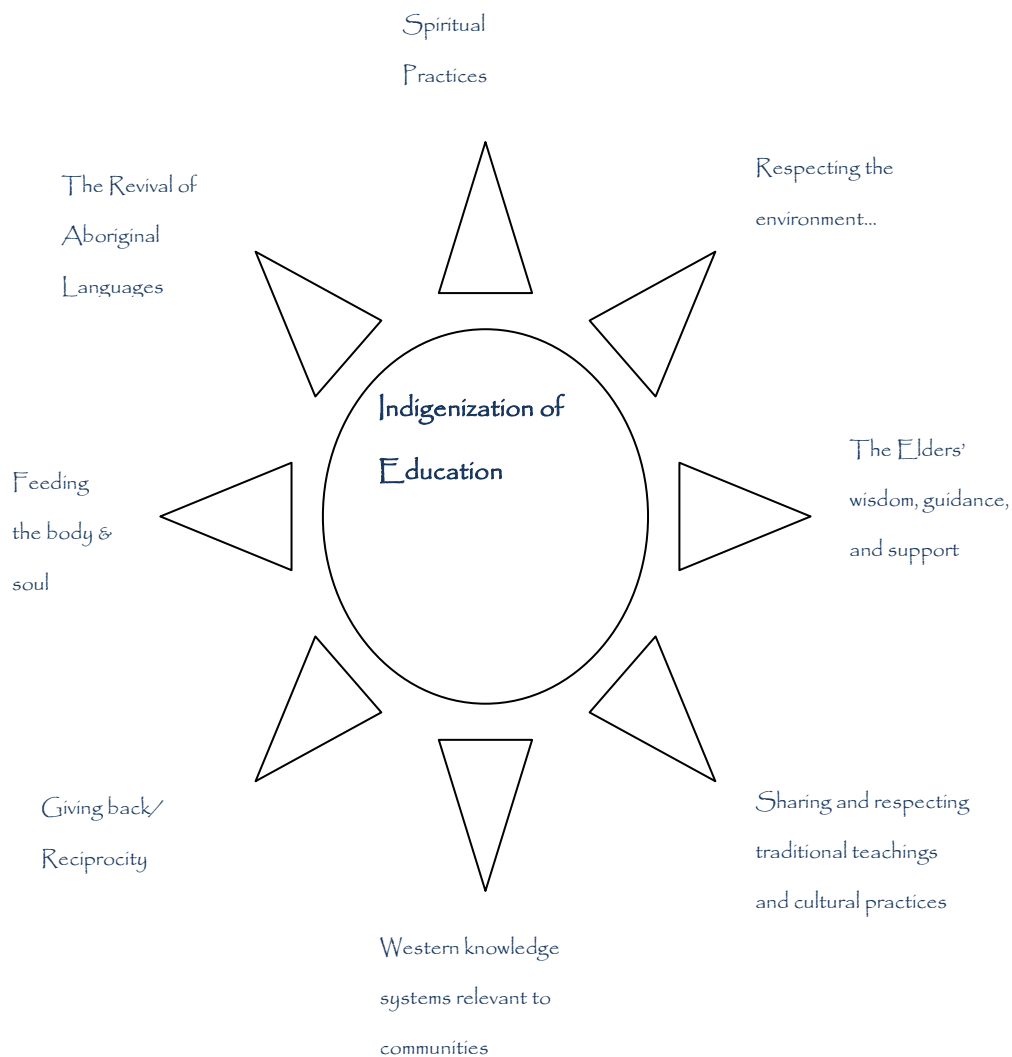 Spiritual
Practices
Respecting the
environment...
The Revival of
Aboriginal
Languages
Indigenization of
Education
The Elders’
wisdom, guidance,
and support
Feeding
the body &
soul
Giving back/
Reciprocity
Sharing and respecting
traditional teachings
and cultural practices
Western knowledge
systems relevant to
communities